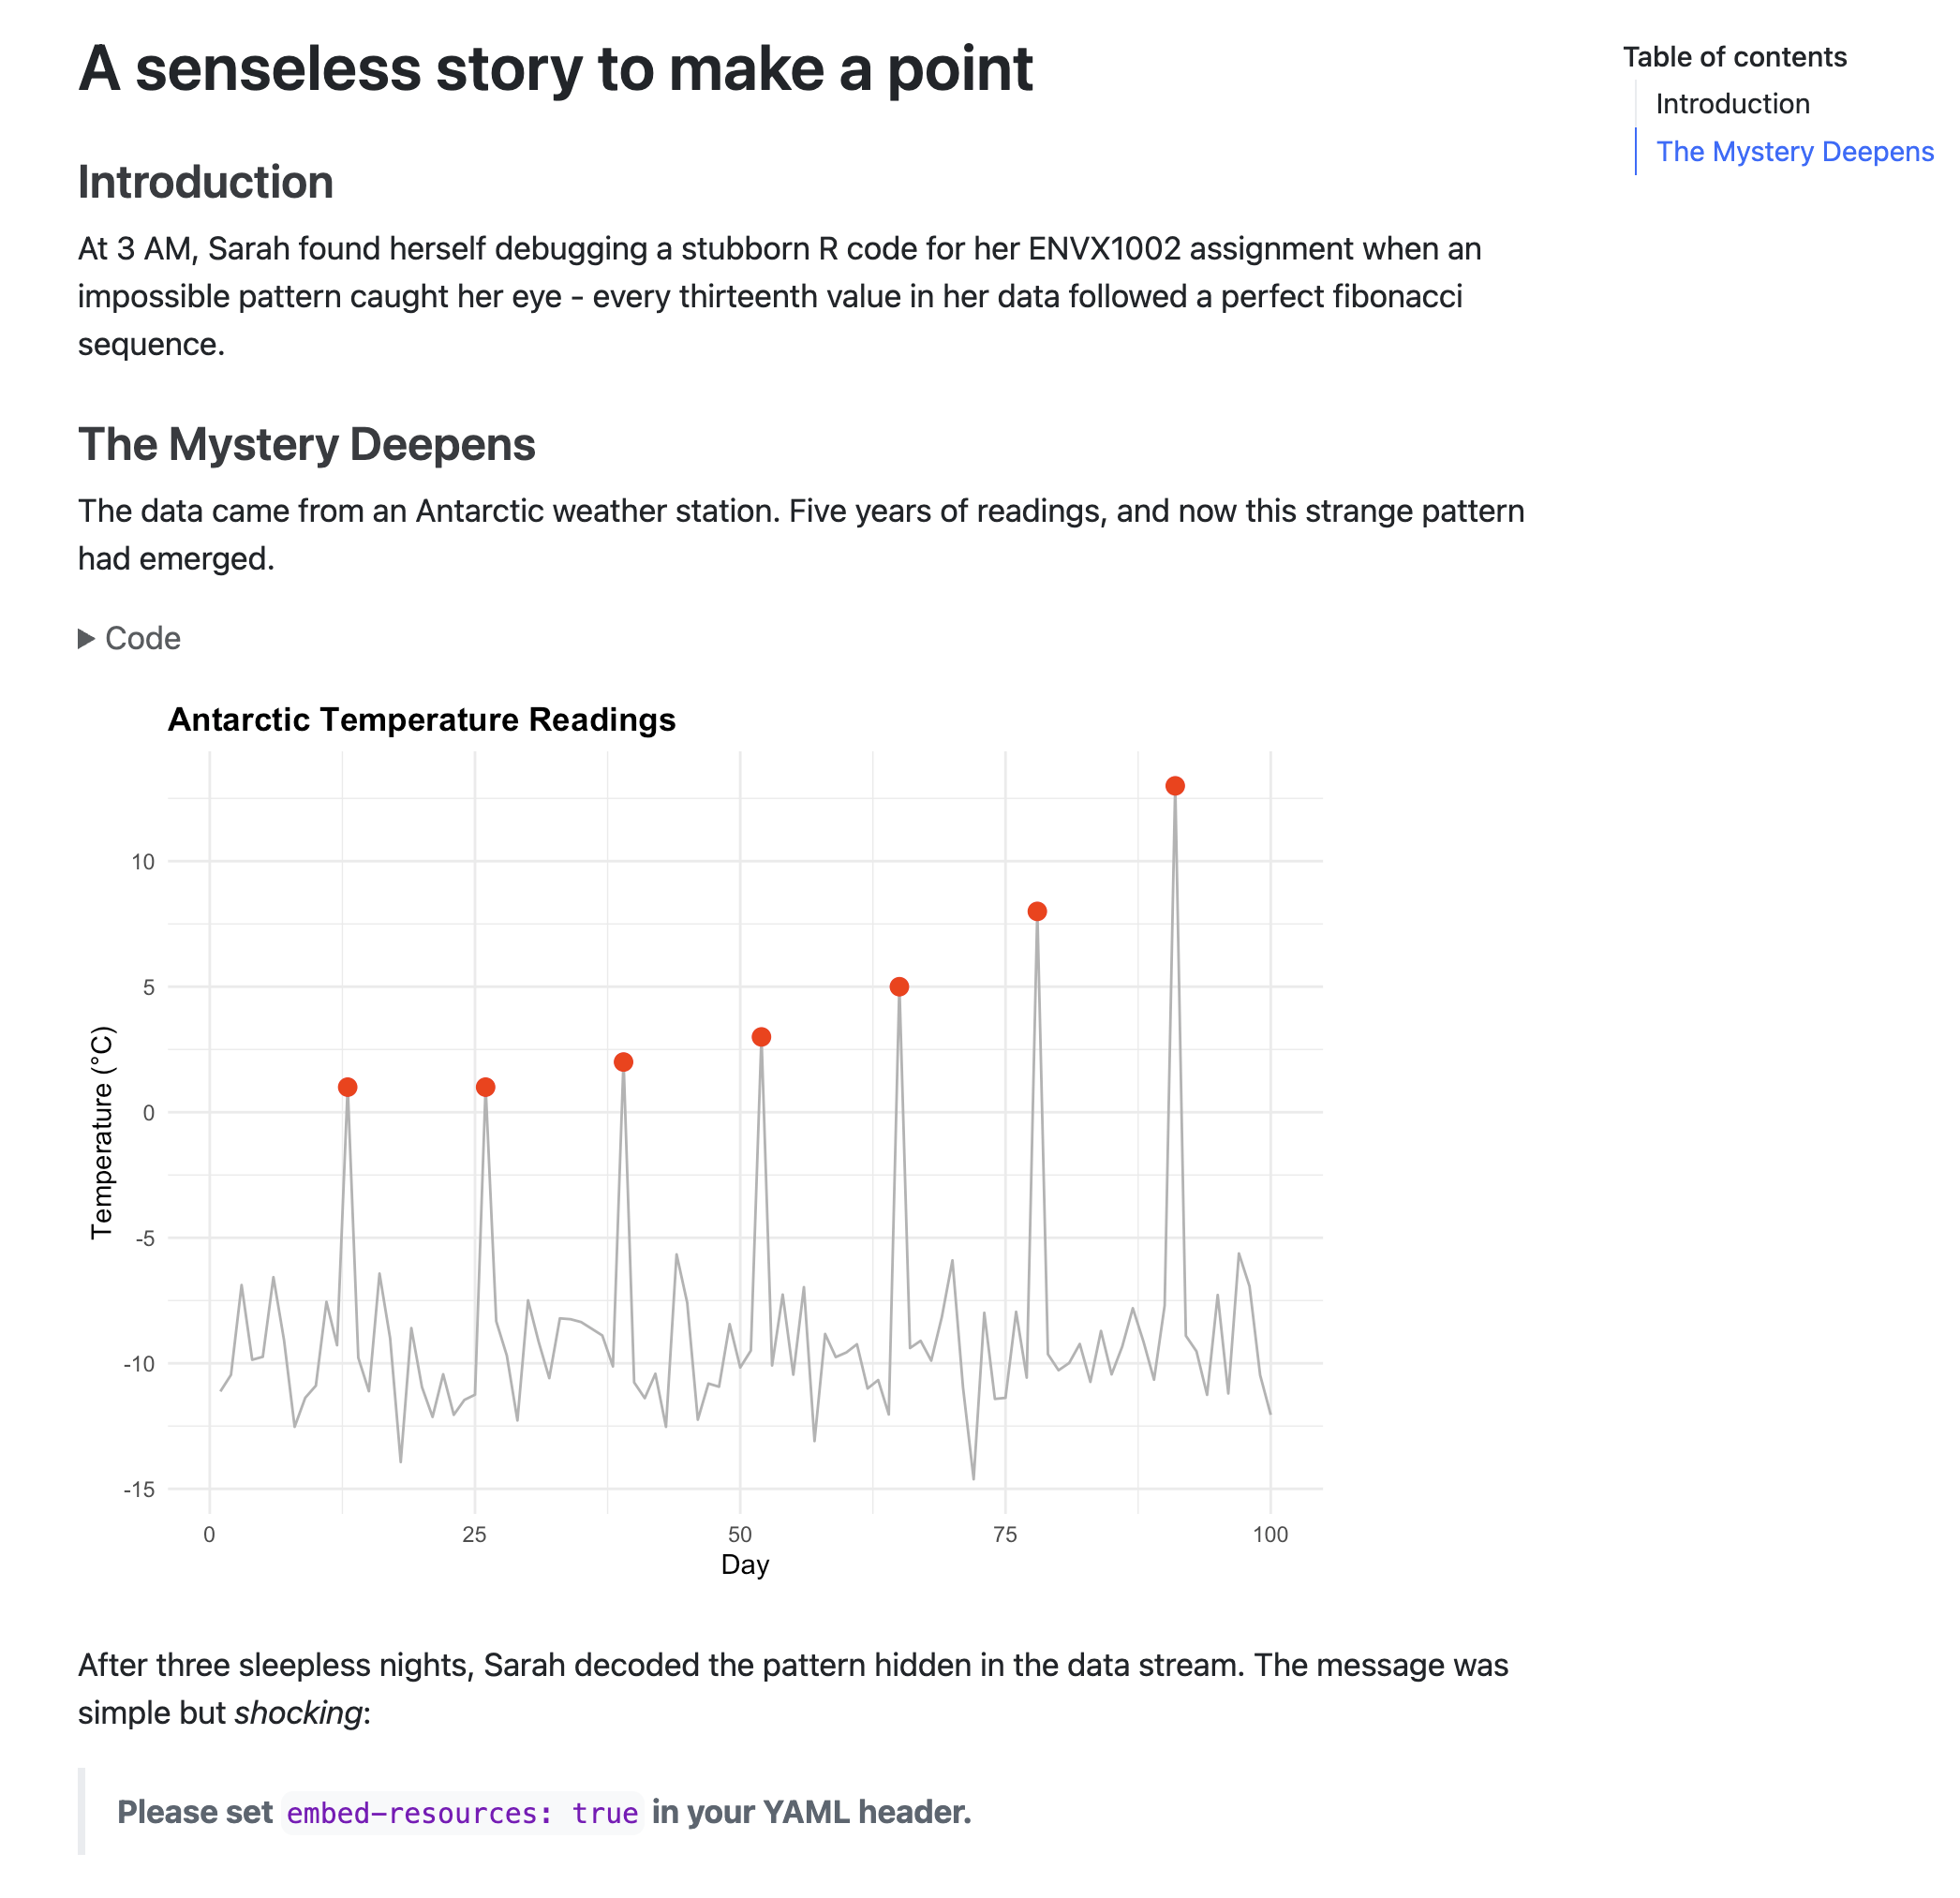 A senseless story to make a point
Table of contents
Introduction
The Mystery Deepens
Introduction
At 3 AM, Sarah found herself debugging a stubborn R code for her ENVX1002 assignment when an
impossible pattern caught her eye - every thirteenth value in her data followed a perfect fibonacci
sequence.
The Mystery Deepens
The data came from an Antarctic weather station. Five years of readings, and now this strange pattern
had emerged.
Code
Antarctic Temperature Readings
Temperature (°C)
10
5
0
-5
-10
-15
0 25 50 75 100
Day
After three sleepless nights, Sarah decoded the pattern hidden in the data stream. The message was
simple but shocking:
Please set embed-resources: true in your YAML header.